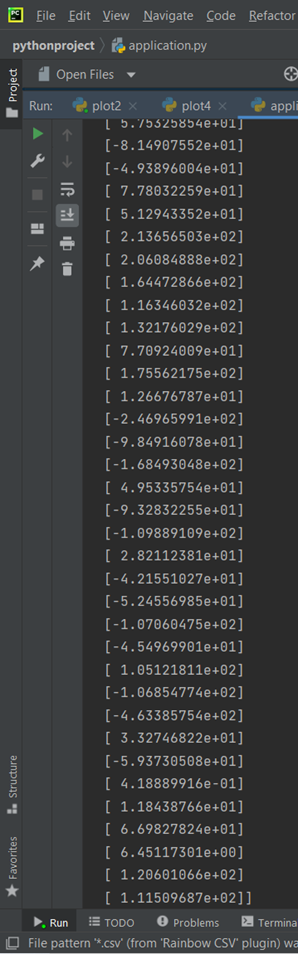 PC File Edit View Navigate Code Refactor
pythonproject application.py
Project
Open Files
Run: plot2 plot4 appli
[ 5.75325854e+01]
[-8.14907552e+01]
[-4.93896004e+01]
[ 7.78032259e+01]
[ 5.12943352e+01]
[ 2.13656503e+02]
[ 2.06084888e+02]
[ 1.64472866e+02]
[ 1.16346032e+02]
[ 1.32176029e+02]
[ 7.70924009e+01]
[ 1.75562175e+02]
[ 1.26676787e+01]
[-2.46965991e+02]
[-9.84916078e+01]
[-1.68493048e+02]
[ 4.95335754e+01]
[-9.32832255e+01]
[-1.09889109e+02]
[ 2.82112381e+01]
[-4.21551027e+01]
[-5.24556985e+01]
[-1.07060475e+02]
[-4.54969901e+01]
[ 1.05121811e+02]
[-1.06854774e+02]
[-4.63385754e+01]
[ 3.32746822e+01]
[-5.93730508e+01]
[ 4.18889916e-01]
[ 1.18438766e+01]
[ 6.69827824e+01]
[ 6.45117301e+00]
[ 1.20601066e+02]
[ 1.11509687e+02]]
Structure
Favorites
Run TODO Problems Termina
File pattern '*.csv' (from 'Rainbow CSV' plugin) wa